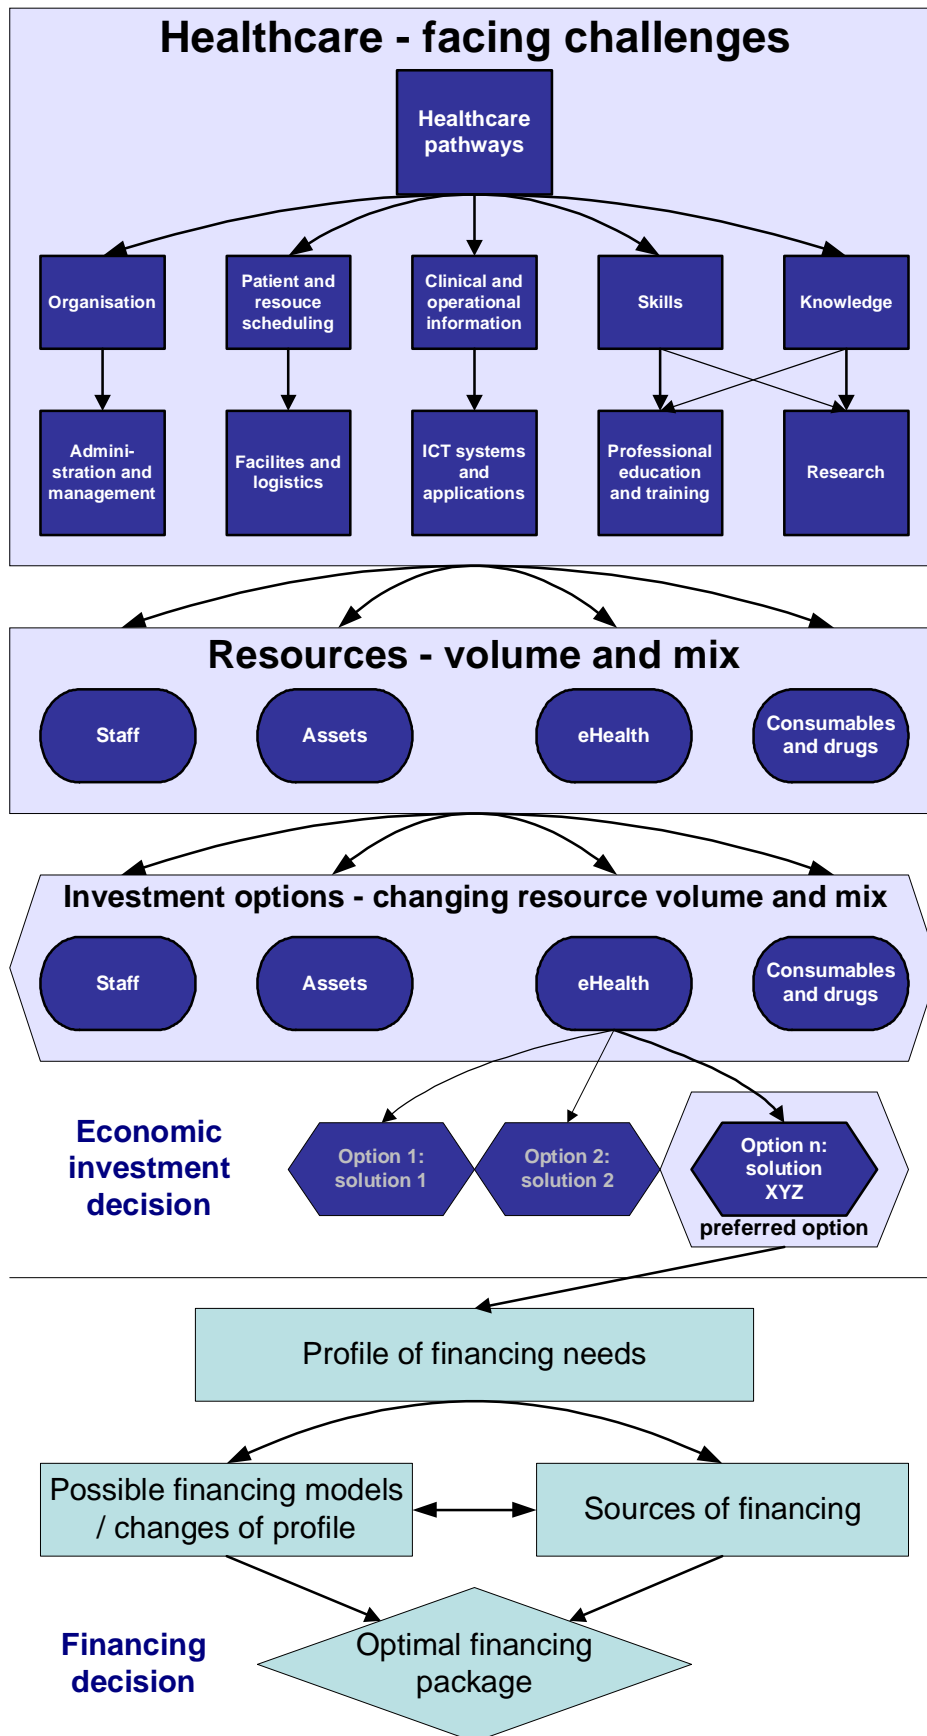 Healthcare - facing challenges
Healthcare
pathways
Organisation
Patient and
resouce
scheduling
Clinical and
operational
information
Skills
Knowledge
Admini-
stration and
management
Facilites and
logistics
ICT systems
and
applications
Professional
education
and training
Research
Resources - volume and mix
Staff
Assets
eHealth
Consumables
and drugs
Investment options - changing resource volume and mix
Staff
Assets
eHealth
Consumables
and drugs
Economic
investment
decision
Option 1:
solution 1
Option 2:
solution 2
Option n:
solution
XYZ
preferred option
Profile of financing needs
Possible financing models
/ changes of profile
Sources of financing
Financing
decision
Optimal financing
package